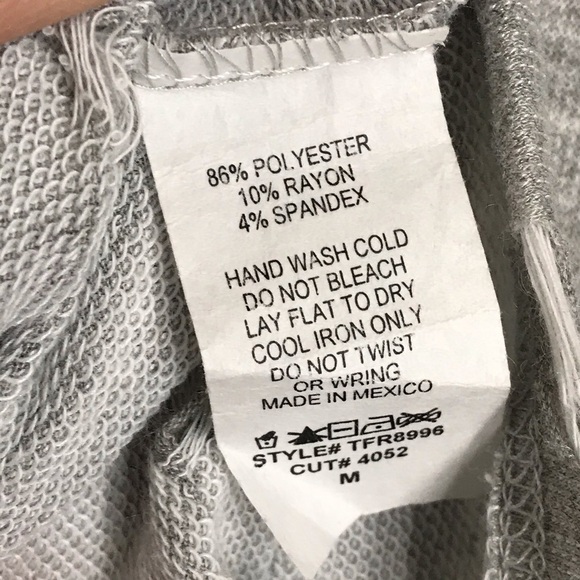 86% POLYESTER
10% RAYON
4% SPANDEX
HAND WASH COLD
DO NOT BLEACH
LAY FLAT TO DRY
COOL IRON ONLY
DO NOT TWIST
OR WRING
MADE IN MEXICO
STYLE# TFR8996
CUT# 4052
M